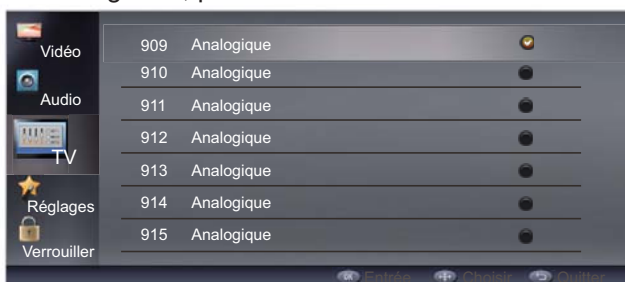 Vidéo
Audio
TV
Réglages
Verrouiller
909 Analogique
910 Analogique
911 Analogique
912 Analogique
913 Analogique
914 Analogique
915 Analogique
OK Entrée Choisir Quitter